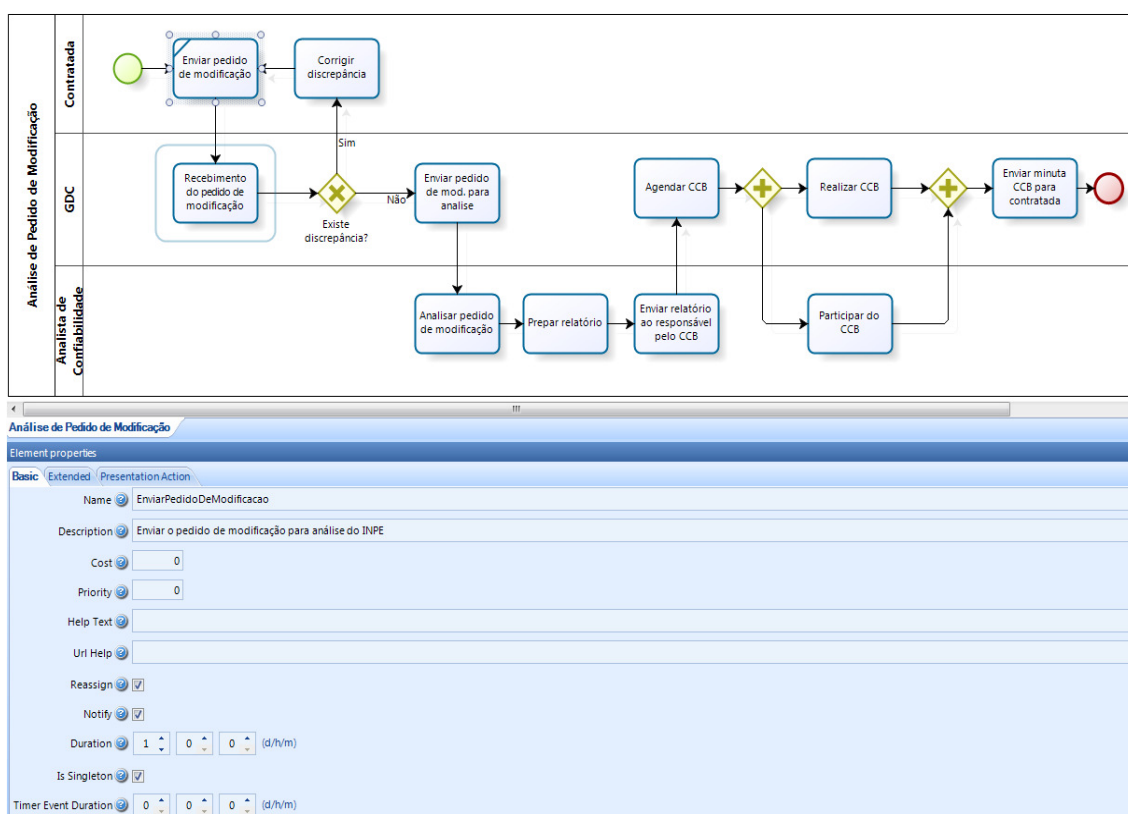 Análise de Pedido de Modificação
Contratada
Enviar pedido
de modificação
Corrigir
discrepância
Sim
GDC
Recebimento
do pedido de
modificação
Existe
discrepância?
Não
Enviar pedido
de mod. para
analise
Agendar CCB
Realizar CCB
Enviar minuta
CCB para
contratada
Analista de
Confiabilidade
Analisar pedido
de modificação
Prepar relatório
Enviar relatório
ao responsável
pelo CCB
Participar do
CCB
Análise de Pedido de Modificação
Element properties
Basic Extended Presentation Action
Name EnviarPedidoDeModificacao
Description Enviar o pedido de modificação para análise do INPE
Cost 0
Priority 0
Help Text
Url Help
Reassign
Notify
Duration 1 0 0 (d/h/m)
Is Singleton
Timer Event Duration 0 0 0 (d/h/m)